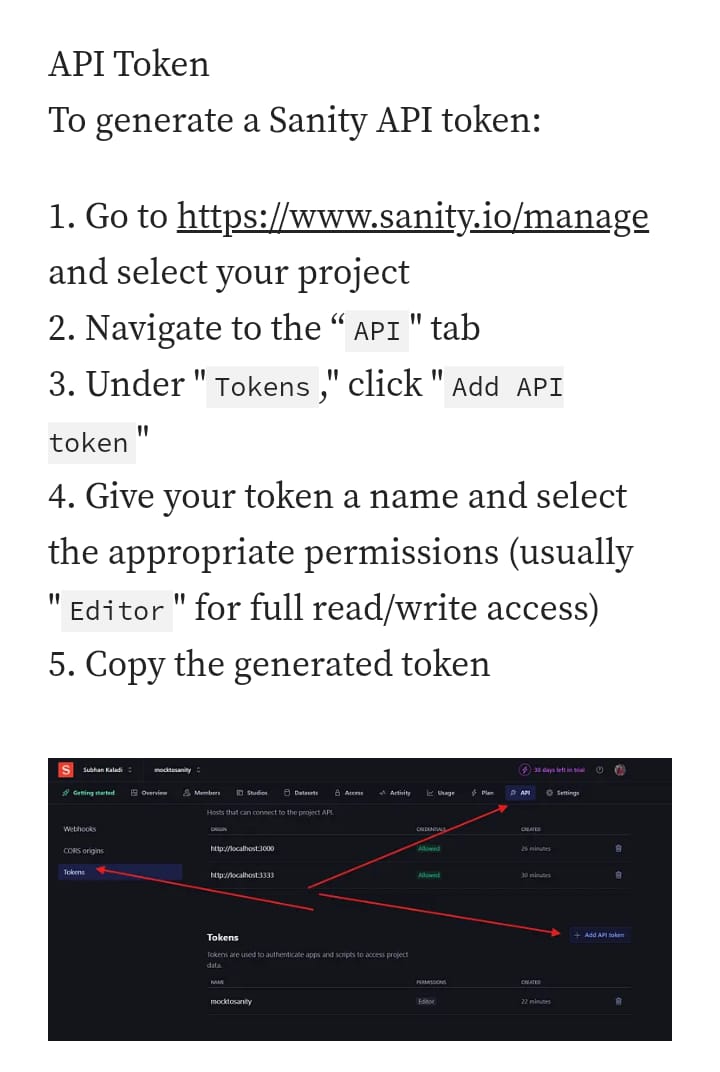 API Token
To generate a Sanity API token:
1. Go to https://www.sanity.io/manage
and select your project
2. Navigate to the “API" tab
3. Under "Tokens," click "Add API
token"
4. Give your token a name and select
the appropriate permissions (usually
"Editor" for full read/write access)
5. Copy the generated token
S Subhan Kaladi mocktosanity 30 days left in trial
Getting started Overview Members Studios Datasets Access Activity Usage Plan API Settings
Hosts that can connect to the project API.
Webhooks
ORIGIN CREDENTIALS CREATED
CORS origins
http://localhost:3000 Allowed 26 minutes
Tokens
http://localhost:3333 Allowed 30 minutes
Tokens
+ Add API token
Tokens are used to authenticate apps and scripts to access project
data.
NAME PERMISSIONS CREATED
mocktosanity Editor 22 minutes